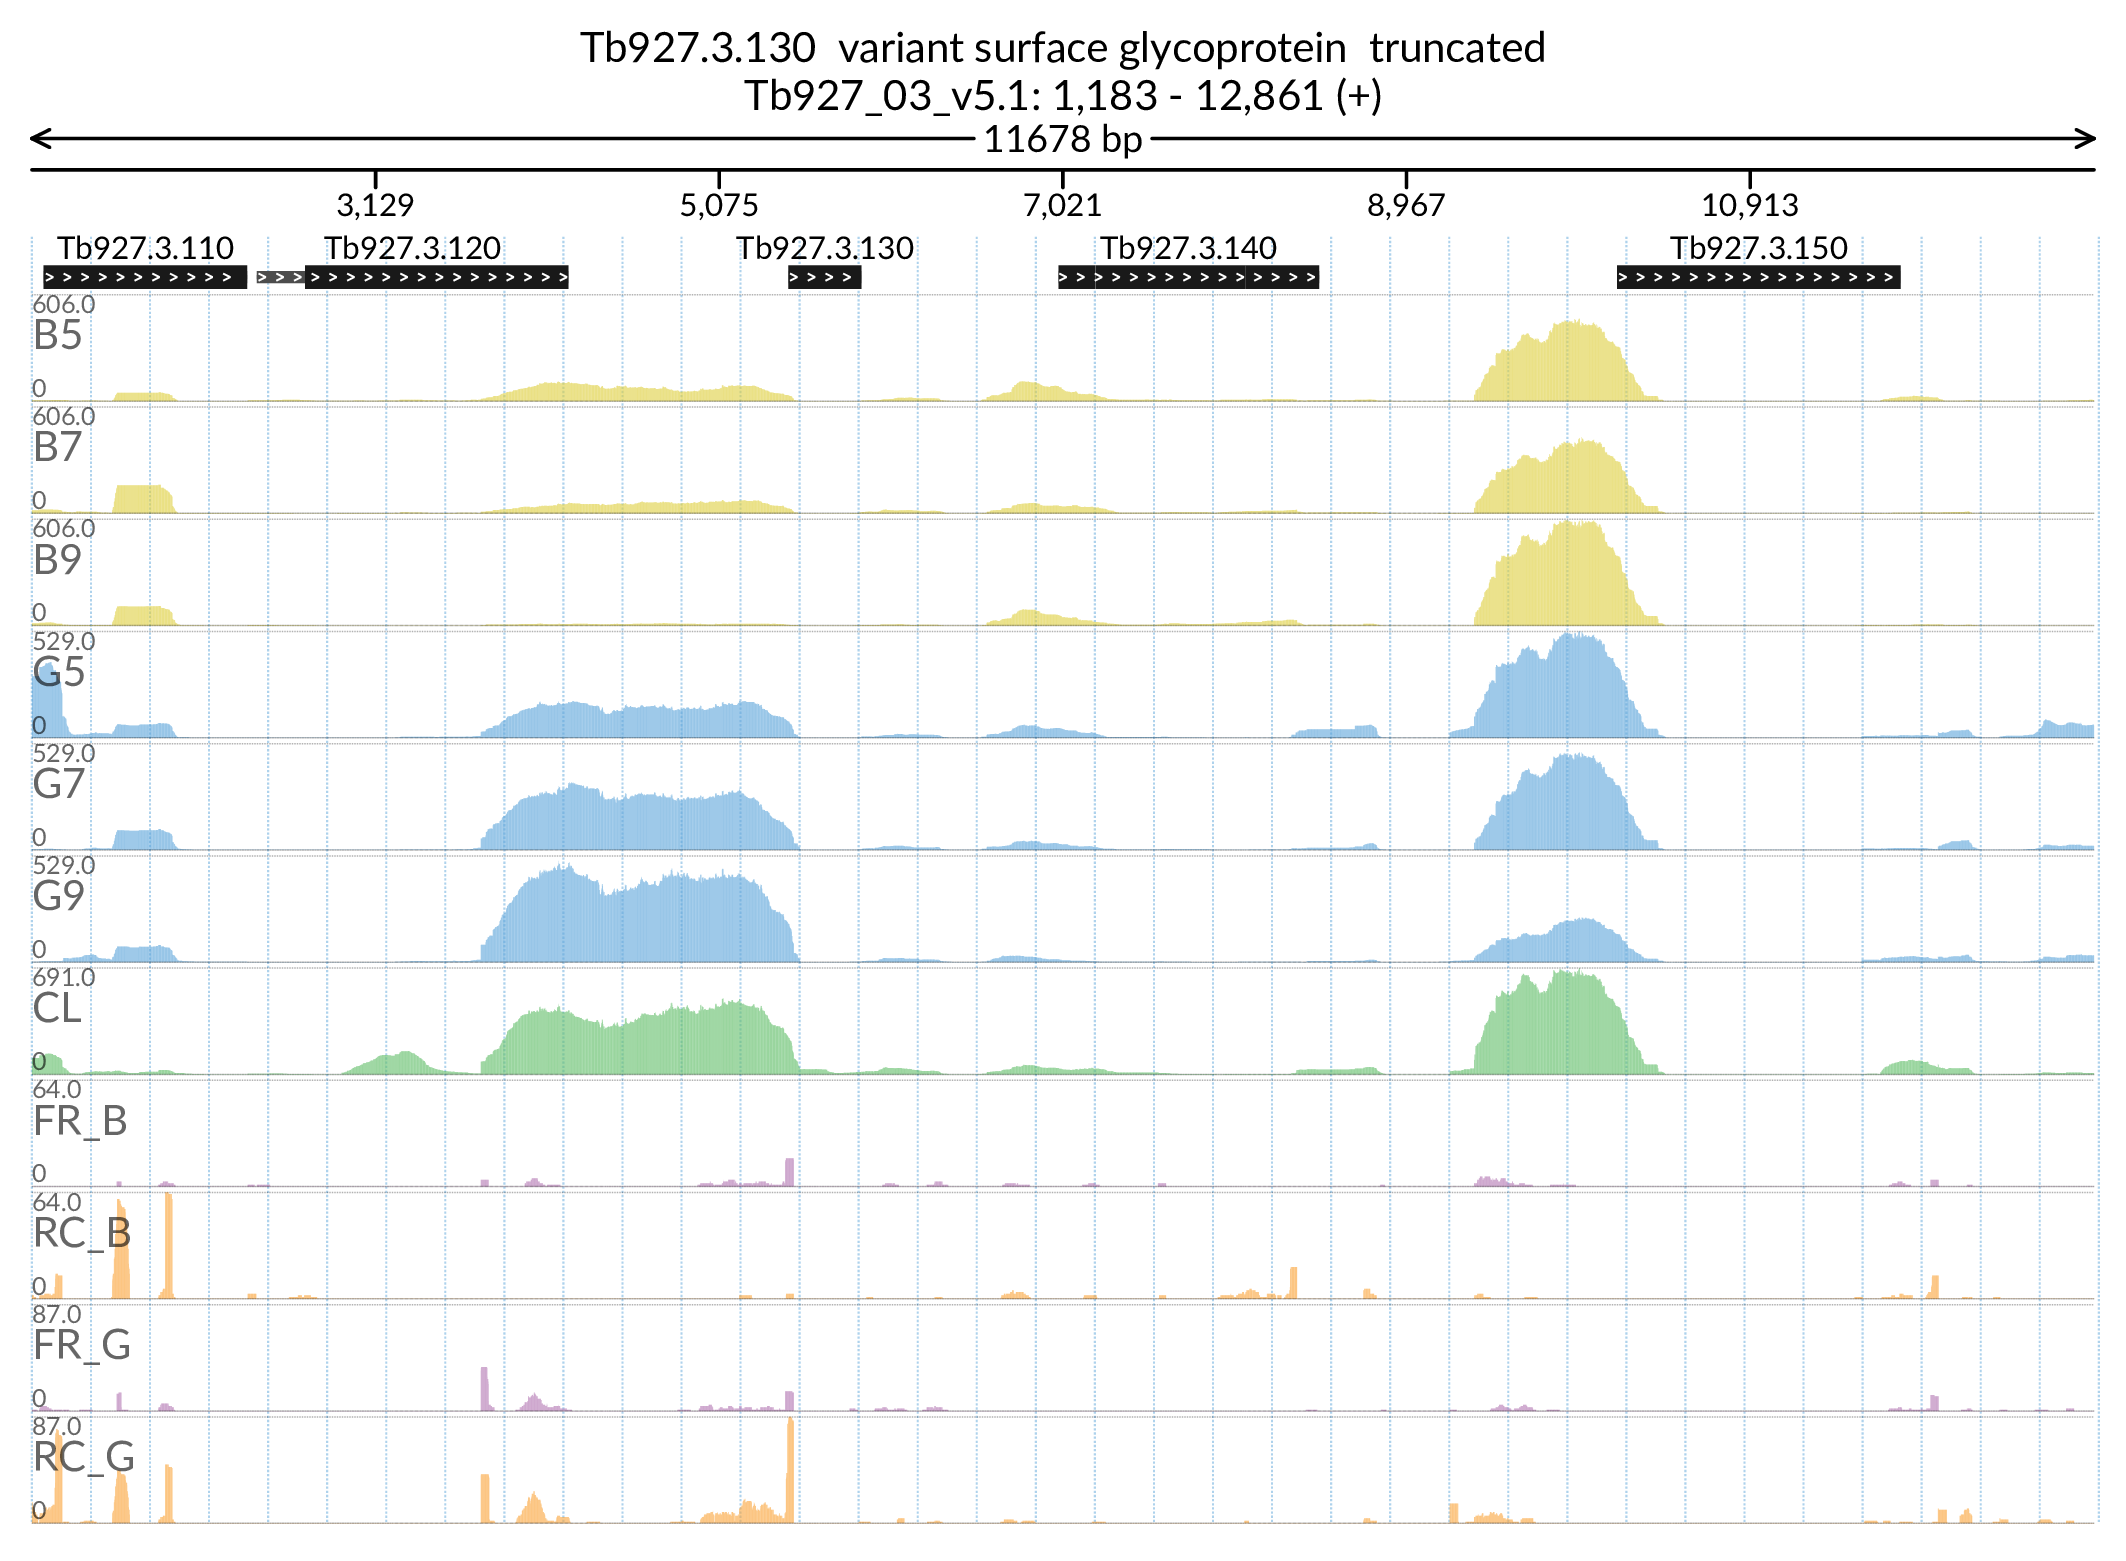 Tb927.3.130 variant surface glycoprotein truncated
Tb927_03_v5.1: 1,183 - 12,861 (+)
11678 bp
3,129 5,075 7,021 8,967 10,913
Tb927.3.110 Tb927.3.120 Tb927.3.130 Tb927.3.140 Tb927.3.150
606.0
B5
0
606.0
B7
0
606.0
B9
0
529.0
G5
0
529.0
G7
0
529.0
G9
0
691.0
CL
0
64.0
FR_B
0
64.0
RC_B
0
87.0
FR_G
0
87.0
RC_G
0